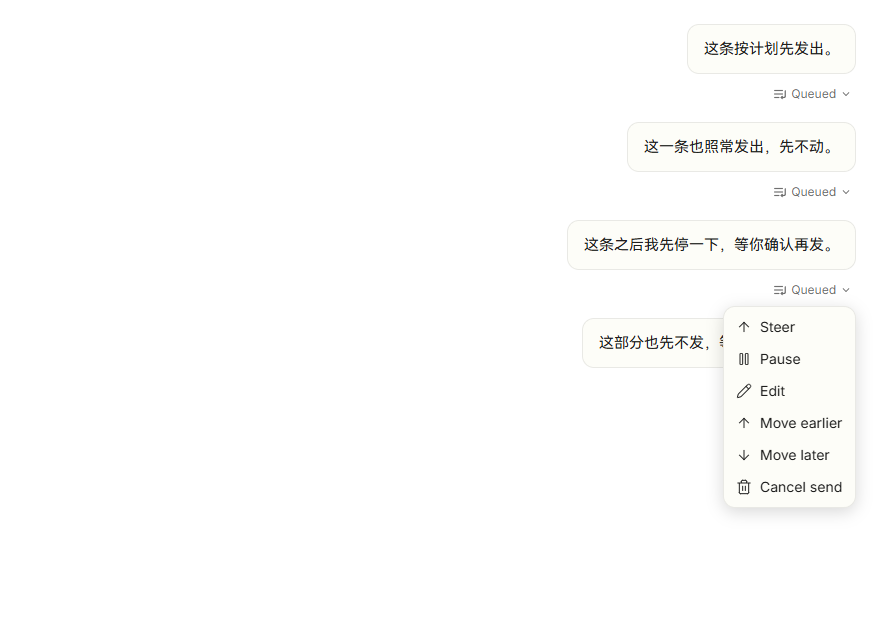 这条按计划先发出。
Queued
这一条也照常发出，先不动。
Queued
这条之后我先停一下，等你确认再发。
Queued
这部分也先不发，
Steer
Pause
Edit
Move earlier
Move later
Cancel send